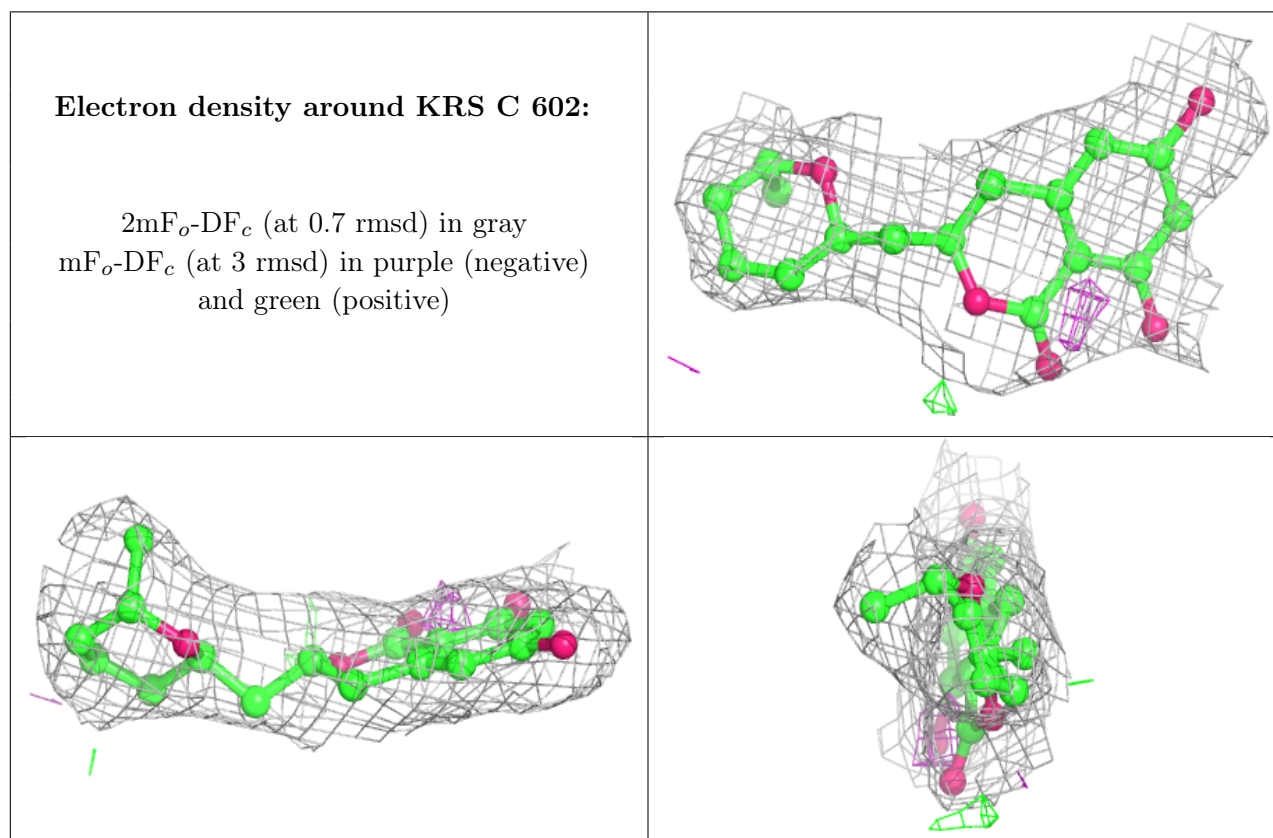 Electron density around KRS C 602:
2mFo-DFc (at 0.7 rmsd) in gray
mFo-DFc (at 3 rmsd) in purple (negative)
and green (positive)